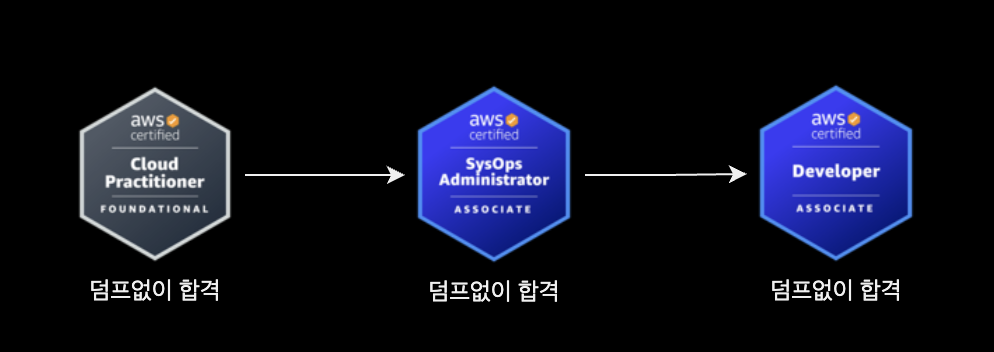 aws
certified
Cloud
Practitioner
FOUNDATIONAL
덤프없이 합격
aws
certified
SysOps
Administrator
ASSOCIATE
덤프없이 합격
aws
certified
Developer
ASSOCIATE
덤프없이 합격